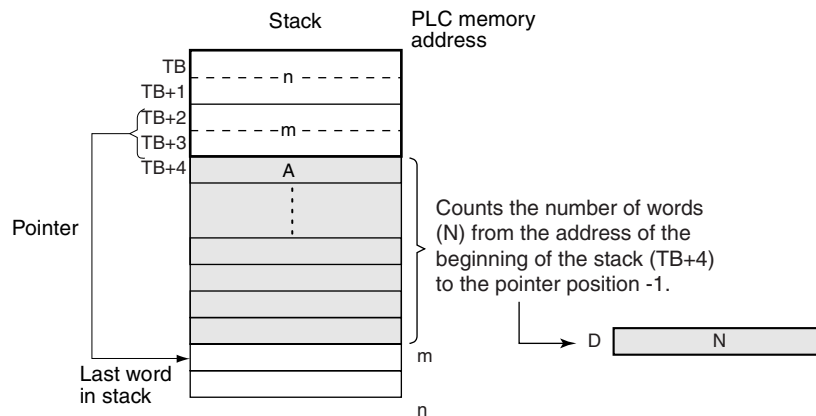 Stack
PLC memory
address
TB
n
TB+1
TB+2
m
TB+3
TB+4
A
Pointer
Counts the number of words
(N) from the address of the
beginning of the stack (TB+4)
to the pointer position -1.
D
N
m
Last word
in stack
n